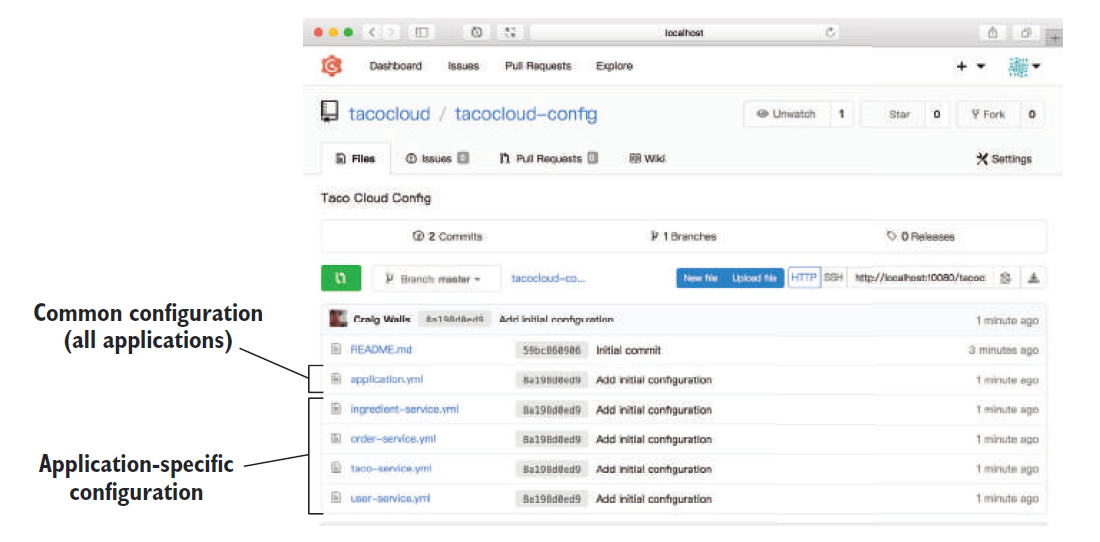 localhost
Dashboard Issues Pull Requests Explore
tacocloud / tacocloud-config
Unwatch 1 Star 0 Fork 0
Files Issues 0 Pull Requests 0 Wiki Settings
Taco Cloud Config
2 Commits 1 Branches 0 Releases
Branch: master tacocloud-co... New file Upload file HTTP SSH http://localhost:10080/tacoc
Common configuration
(all applications)
Craig Walls 8a198d0ed9 Add initial configuration 1 minute ago
README.md 59bc060906 Initial commit 3 minutes ago
application.yml 8a198d0ed9 Add initial configuration 1 minute ago
ingredient-service.yml 8a198d0ed9 Add initial configuration 1 minute ago
order-service.yml 8a198d0ed9 Add initial configuration 1 minute ago
Application-specific
configuration
taco-service.yml 8a198d0ed9 Add initial configuration 1 minute ago
user-service.yml 8a198d0ed9 Add initial configuration 1 minute ago